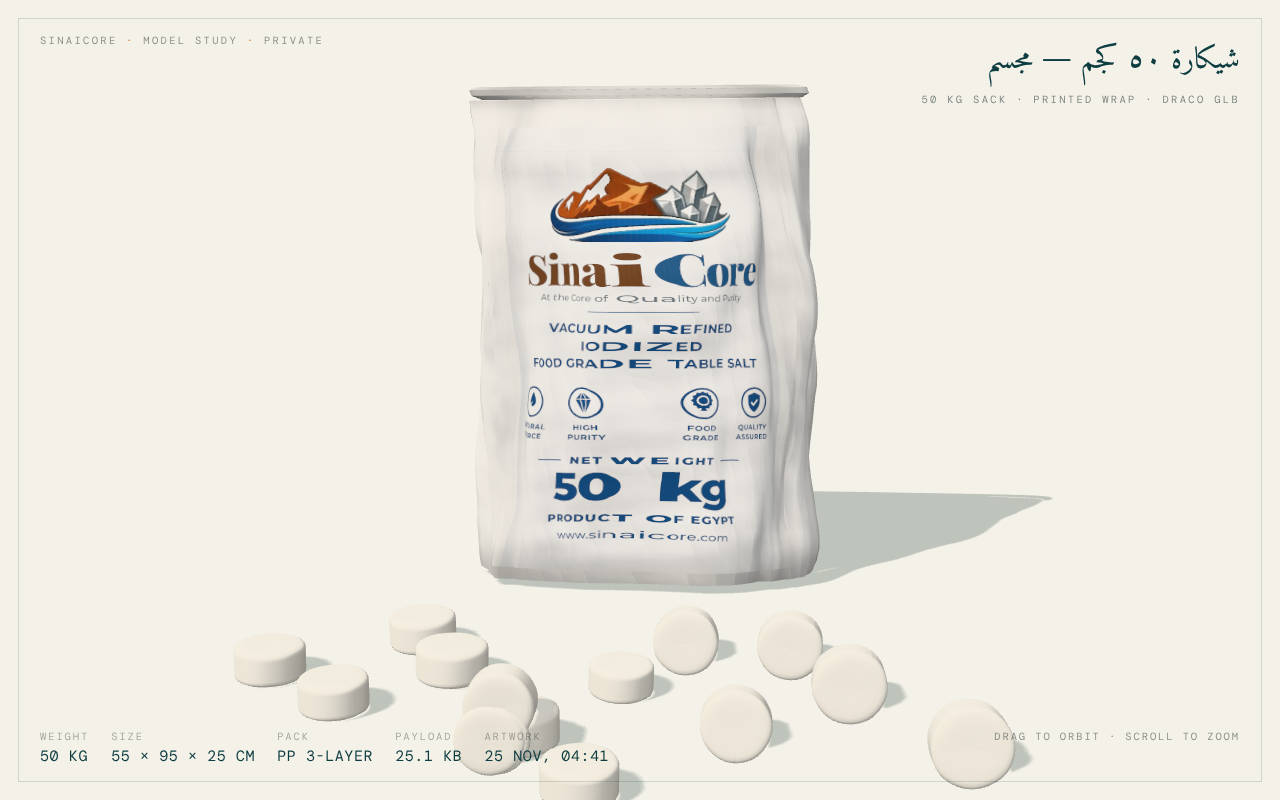 SINAICORE · MODEL STUDY · PRIVATE
شيكارة ٥٠ كجم — مجسم
50 KG SACK · PRINTED WRAP · DRACO GLB
Sinai Core
At the Core of Quality and Purity
VACUUM REFINED
IODIZED
FOOD GRADE TABLE SALT
HIGH PURITY
FOOD GRADE
QUALITY ASSURED
NET WEIGHT
50 kg
PRODUCT OF EGYPT
www.sinaicore.com
WEIGHT SIZE PACK PAYLOAD ARTWORK
50 KG 55 × 95 × 25 CM PP 3-LAYER 25.1 KB 25 NOV, 04:41
DRAG TO ORBIT · SCROLL TO ZOOM